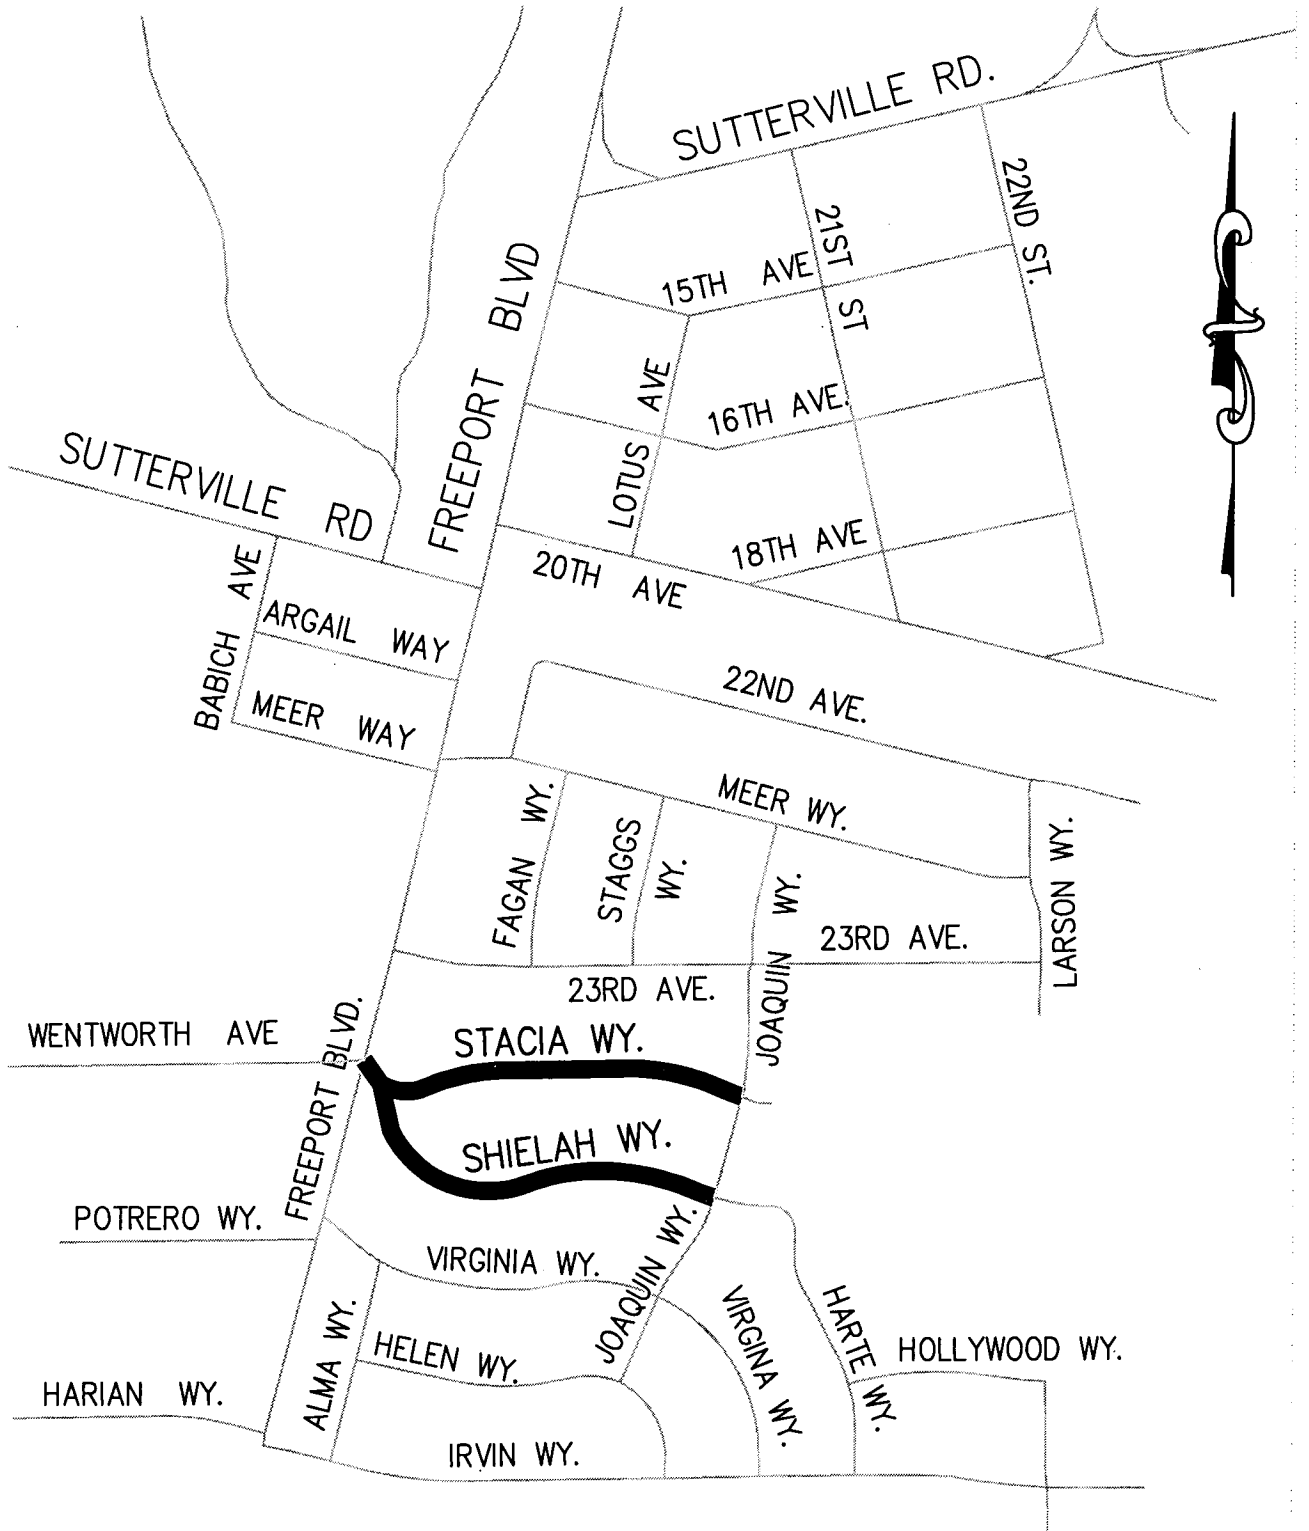 SUTTERVILLE RD.
22ND ST.
21ST ST
15TH AVE
FREEPORT BLVD
LOTUS AVE
16TH AVE.
SUTTERVILLE RD
18TH AVE
20TH AVE
BABICH AVE
ARGAIL WAY
MEER WAY
22ND AVE.
MEER WY.
FAGAN WY.
STAGGS WY.
JOAQUIN WY.
LARSON WY.
23RD AVE.
23RD AVE.
WENTWORTH AVE
FREEPORT BLVD.
STACIA WY.
SHIELAH WY.
POTRERO WY.
VIRGINIA WY.
JOAQUIN WY.
VIRGINA WY.
HARTE WY.
HOLLYWOOD WY.
ALMA WY.
HELEN WY.
HARIAN WY.
IRVIN WY.